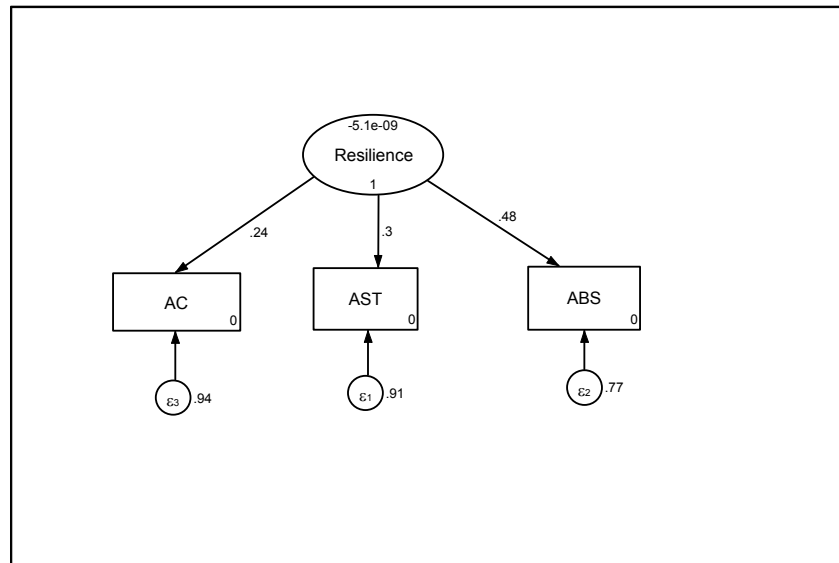 -5.1e-09
Resilience
1
.24
.3
.48
AC
0
AST
0
ABS
0
ε3
.94
ε1
.91
ε2
.77